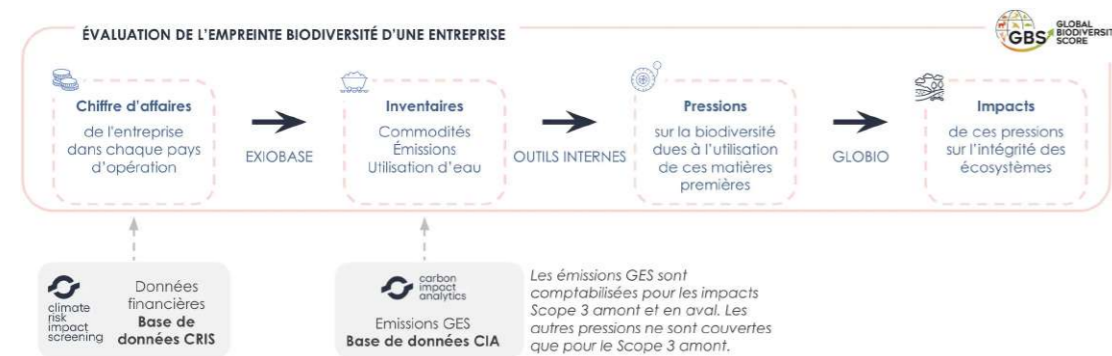 ÉVALUATION DE L'EMPREINTE BIODIVERSITÉ D'UNE ENTREPRISE
GBS
GLOBAL
BIODIVERSIT
SCORE
Chiffre d'affaires
de l'entreprise
dans chaque pays
d'opération
EXIOBASE
Inventaires
Commodités
Émissions
Utilisation d'eau
OUTILS INTERNES
Pressions
sur la biodiversité
dues à l'utilisation
de ces matières
premières
GLOBIO
Impacts
de ces pressions
sur l'intégrité des
écosystèmes
climate
risk
impact
screening
Données
financières
Base de
données CRIS
carbon
impact
analytics
Emissions GES
Base de données CIA
Les émissions GES sont
comptabilisées pour les impacts
Scope 3 amont et en aval. Les
autres pressions ne sont couvertes
que pour le Scope 3 amont.